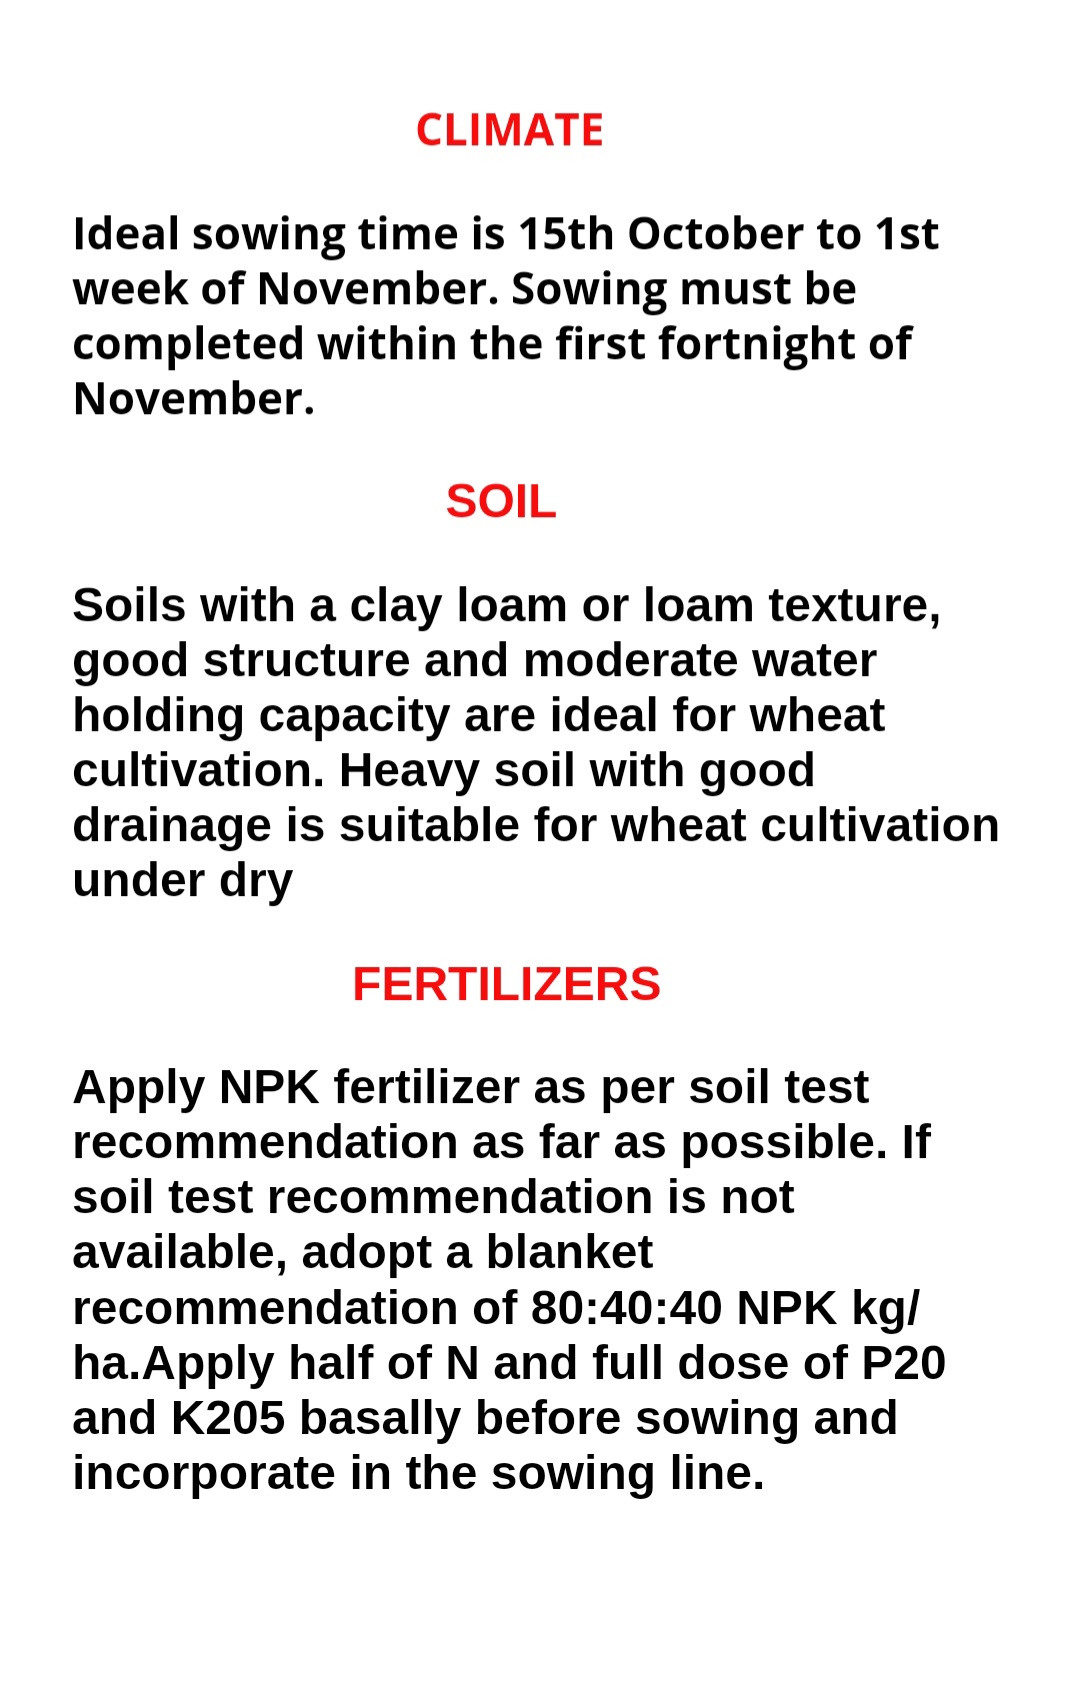 CLIMATE
Ideal sowing time is 15th October to 1st
week of November. Sowing must be
completed within the first fortnight of
November.
SOIL
Soils with a clay loam or loam texture,
good structure and moderate water
holding capacity are ideal for wheat
cultivation. Heavy soil with good
drainage is suitable for wheat cultivation
under dry
FERTILIZERS
Apply NPK fertilizer as per soil test
recommendation as far as possible. If
soil test recommendation is not
available, adopt a blanket
recommendation of 80:40:40 NPK kg/
ha.Apply half of N and full dose of P20
and K205 basally before sowing and
incorporate in the sowing line.